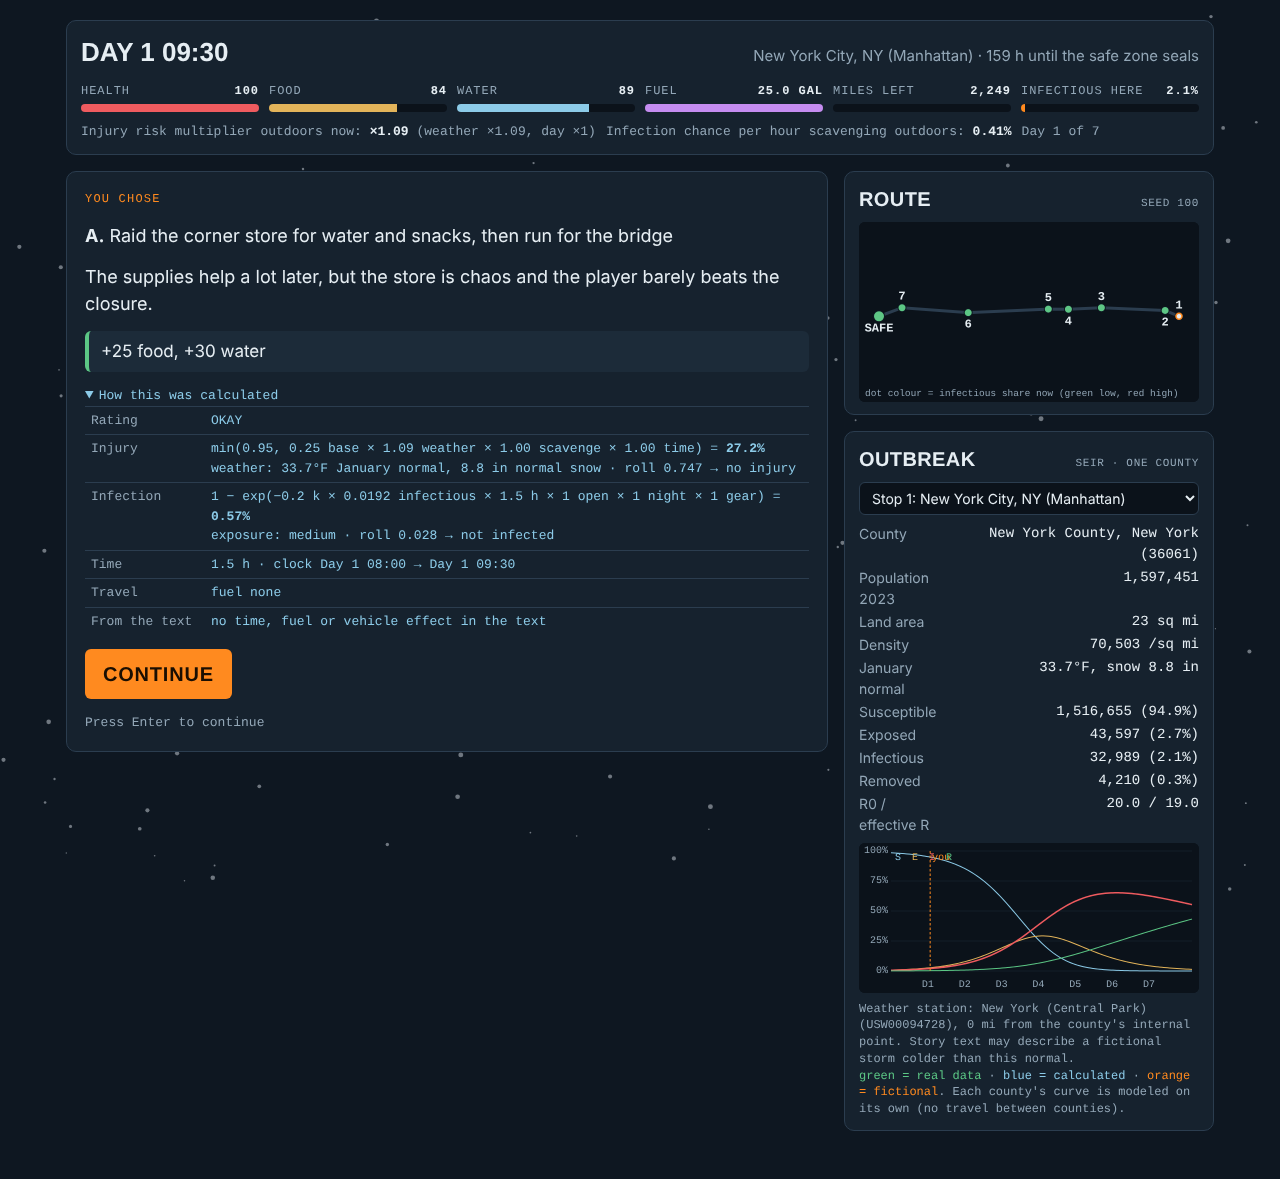 DAY 1 09:30
New York City, NY (Manhattan) · 159 h until the safe zone seals
HEALTH 100
FOOD 84
WATER 89
FUEL 25.0 GAL
MILES LEFT 2,249
INFECTIOUS HERE 2.1%
Injury risk multiplier outdoors now: ×1.09 (weather ×1.09, day ×1) Infection chance per hour scavenging outdoors: 0.41% Day 1 of 7
YOU CHOSE
A. Raid the corner store for water and snacks, then run for the bridge
The supplies help a lot later, but the store is chaos and the player barely beats the
closure.
+25 food, +30 water
▼ How this was calculated
Rating OKAY
Injury min(0.95, 0.25 base × 1.09 weather × 1.00 scavenge × 1.00 time) = 27.2%
weather: 33.7°F January normal, 8.8 in normal snow · roll 0.747 → no injury
Infection 1 − exp(−0.2 k × 0.0192 infectious × 1.5 h × 1 open × 1 night × 1 gear) =
0.57%
exposure: medium · roll 0.028 → not infected
Time 1.5 h · clock Day 1 08:00 → Day 1 09:30
Travel fuel none
From the text no time, fuel or vehicle effect in the text
CONTINUE
Press Enter to continue
ROUTE
SEED 100
SAFE
7
6
5
4
3
2
1
dot colour = infectious share now (green low, red high)
OUTBREAK
SEIR · ONE COUNTY
Stop 1: New York City, NY (Manhattan)
County New York County, New York
(36061)
Population 1,597,451
2023
Land area 23 sq mi
Density 70,503 /sq mi
January 33.7°F, snow 8.8 in
normal
Susceptible 1,516,655 (94.9%)
Exposed 43,597 (2.7%)
Infectious 32,989 (2.1%)
Removed 4,210 (0.3%)
R0 / 20.0 / 19.0
effective R
100%
75%
50%
25%
0%
S E I R
you
D1 D2 D3 D4 D5 D6 D7
Weather station: New York (Central Park)
(USW00094728), 0 mi from the county's internal
point. Story text may describe a fictional
storm colder than this normal.
green = real data · blue = calculated · orange
= fictional. Each county's curve is modeled on
its own (no travel between counties).